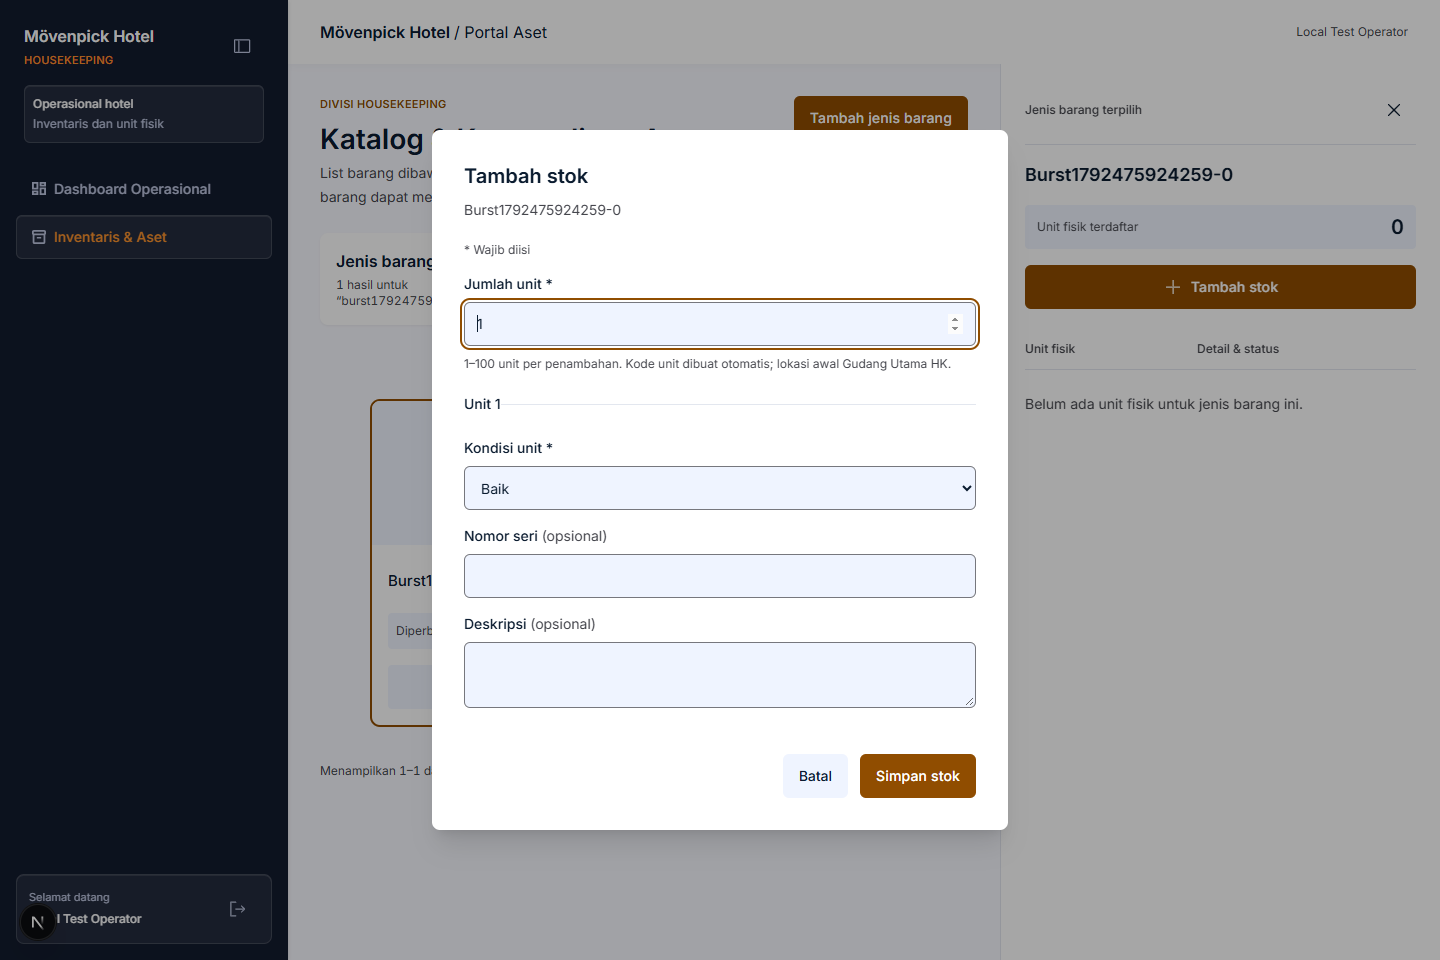 Mövenpick Hotel
HOUSEKEEPING
Operasional hotel
Inventaris dan unit fisik
Dashboard Operasional
Inventaris & Aset
Selamat datang
l Test Operator
N
Mövenpick Hotel / Portal Aset
Local Test Operator
DIVISI HOUSEKEEPING
Katalog
List barang dibaw
barang dapat me
Tambah jenis barang
Jenis barang
1 hasil untuk
“burst17924759
Burst1
Diperb
Menampilkan 1–1 d
Tambah stok
Burst1792475924259-0
* Wajib diisi
Jumlah unit *
1
1–100 unit per penambahan. Kode unit dibuat otomatis; lokasi awal Gudang Utama HK.
Unit 1
Kondisi unit *
Baik
Nomor seri (opsional)
Deskripsi (opsional)
Batal
Simpan stok
Jenis barang terpilih
Burst1792475924259-0
Unit fisik terdaftar
0
Tambah stok
Unit fisik
Detail & status
Belum ada unit fisik untuk jenis barang ini.